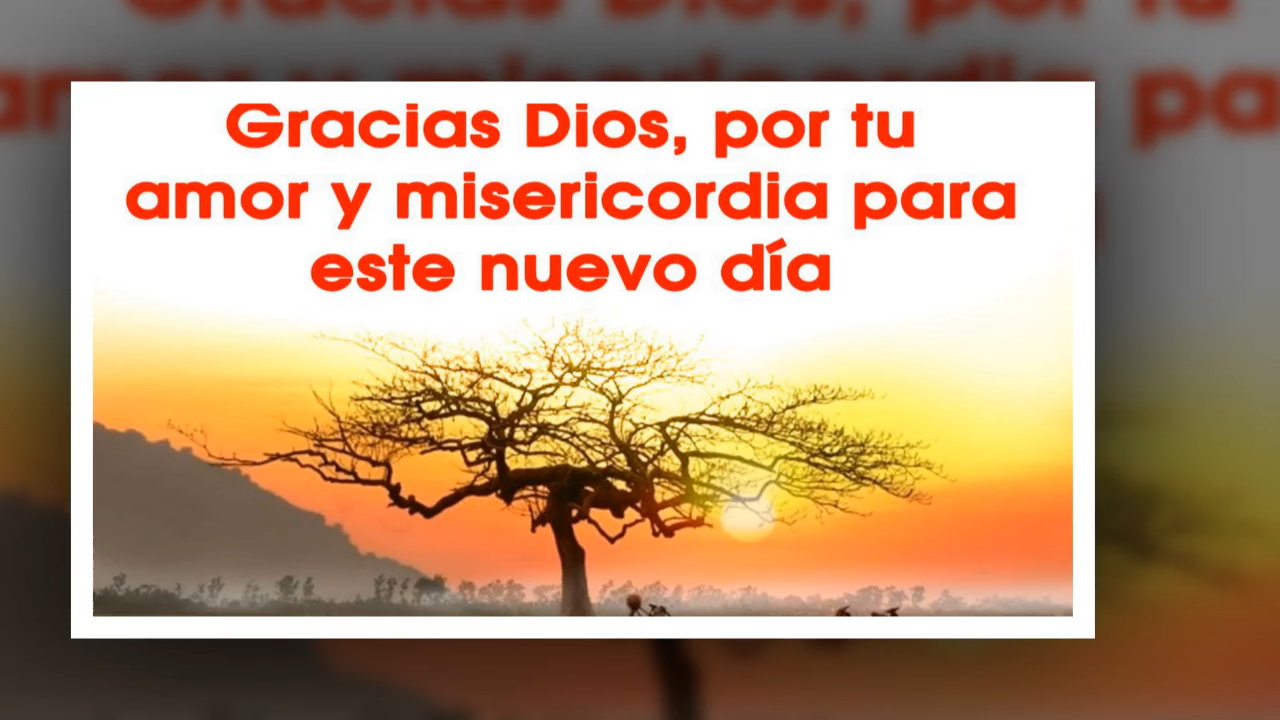 Gracias Dios, por tu
amor y misericordia para
este nuevo día